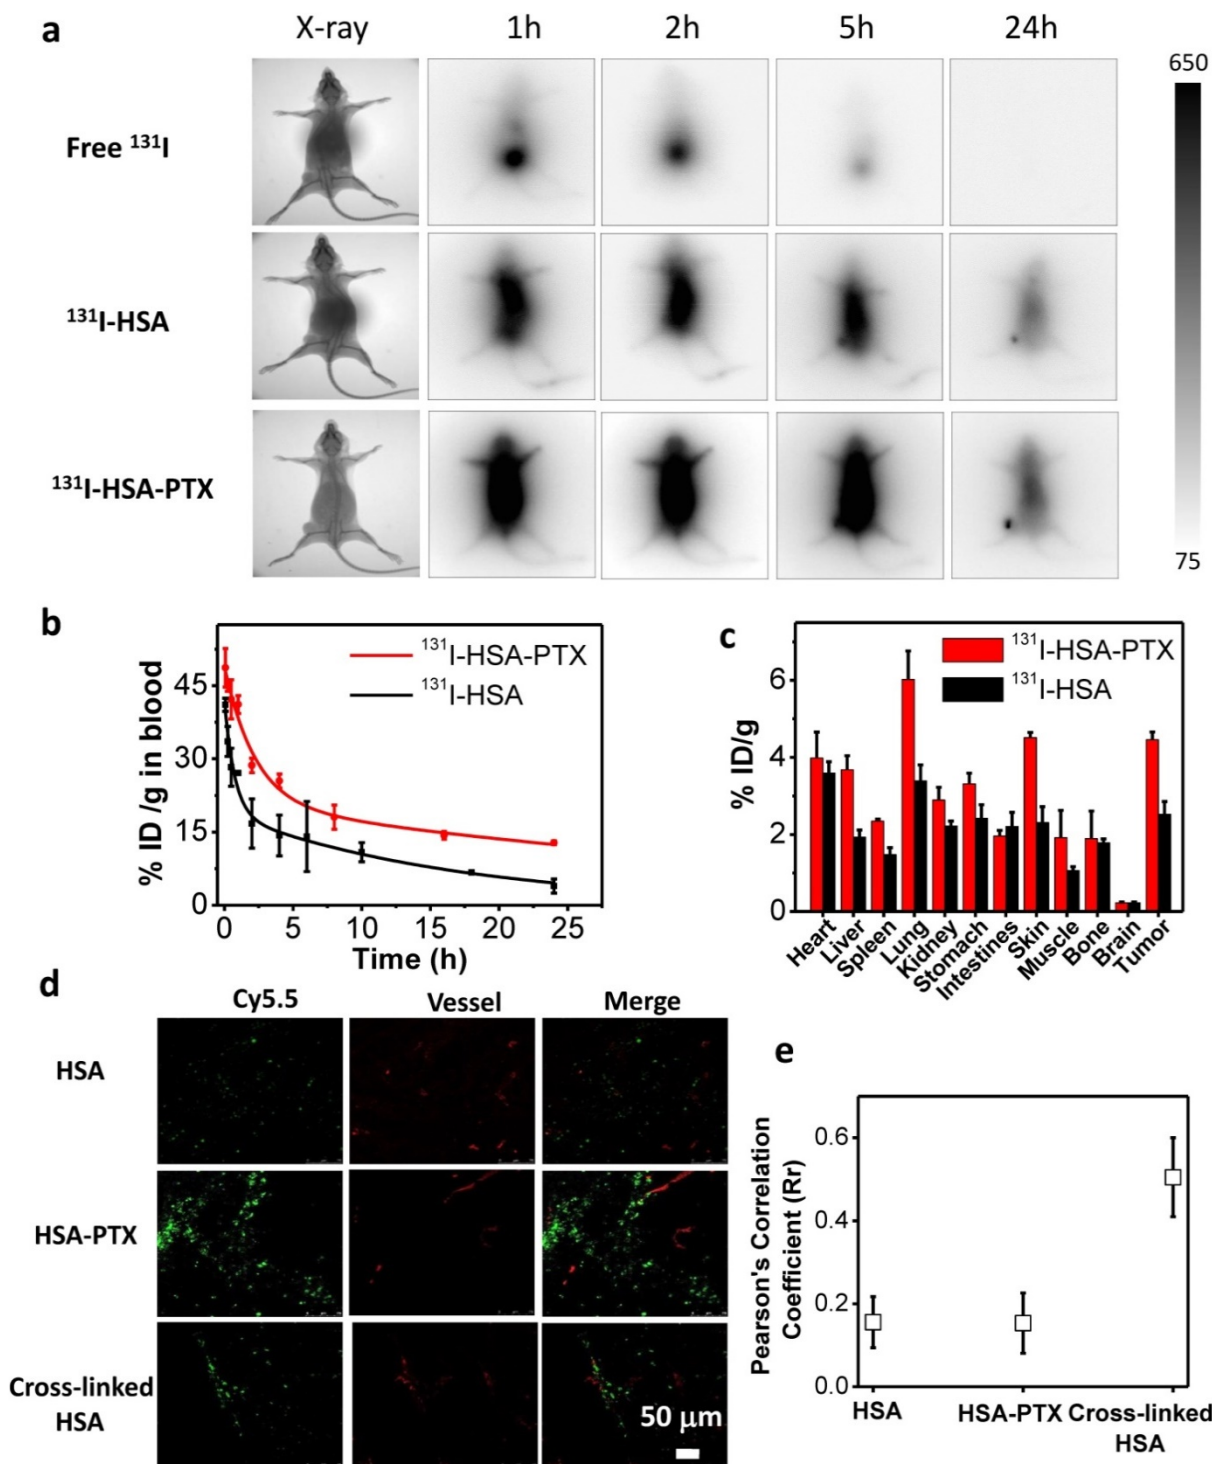 a
X-ray 1h 2h 5h 24h
Free ¹³¹I
¹³¹I-HSA
¹³¹I-HSA-PTX
650
75
b
% ID /g in blood
45
30
15
0
¹³¹I-HSA-PTX
¹³¹I-HSA
0 5 10 15 20 25
Time (h)
c
% ID/g
6
4
2
0
¹³¹I-HSA-PTX
¹³¹I-HSA
Heart
Liver
Spleen
Lung
Kidney
Stomach
Intestines
Skin
Muscle
Bone
Brain
Tumor
d
Cy5.5 Vessel Merge
HSA
HSA-PTX
Cross-linked
HSA
50 μm
e
Pearson's Correlation
Coefficient (Rr)
0.6
0.4
0.2
0.0
HSA HSA-PTX Cross-linked
HSA